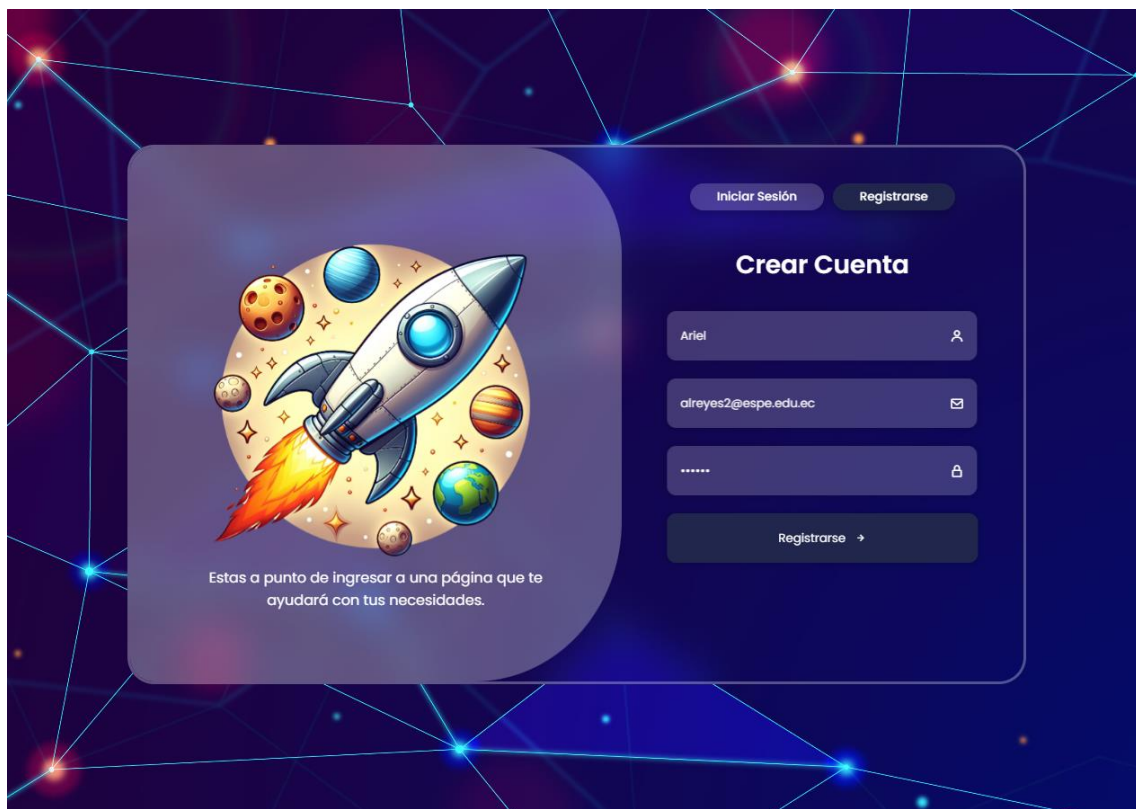 Iniciar Sesión
Registrarse
Crear Cuenta
Ariel
alreyes2@espe.edu.ec
••••••
Registrarse →
Estas a punto de ingresar a una página que te
ayudará con tus necesidades.